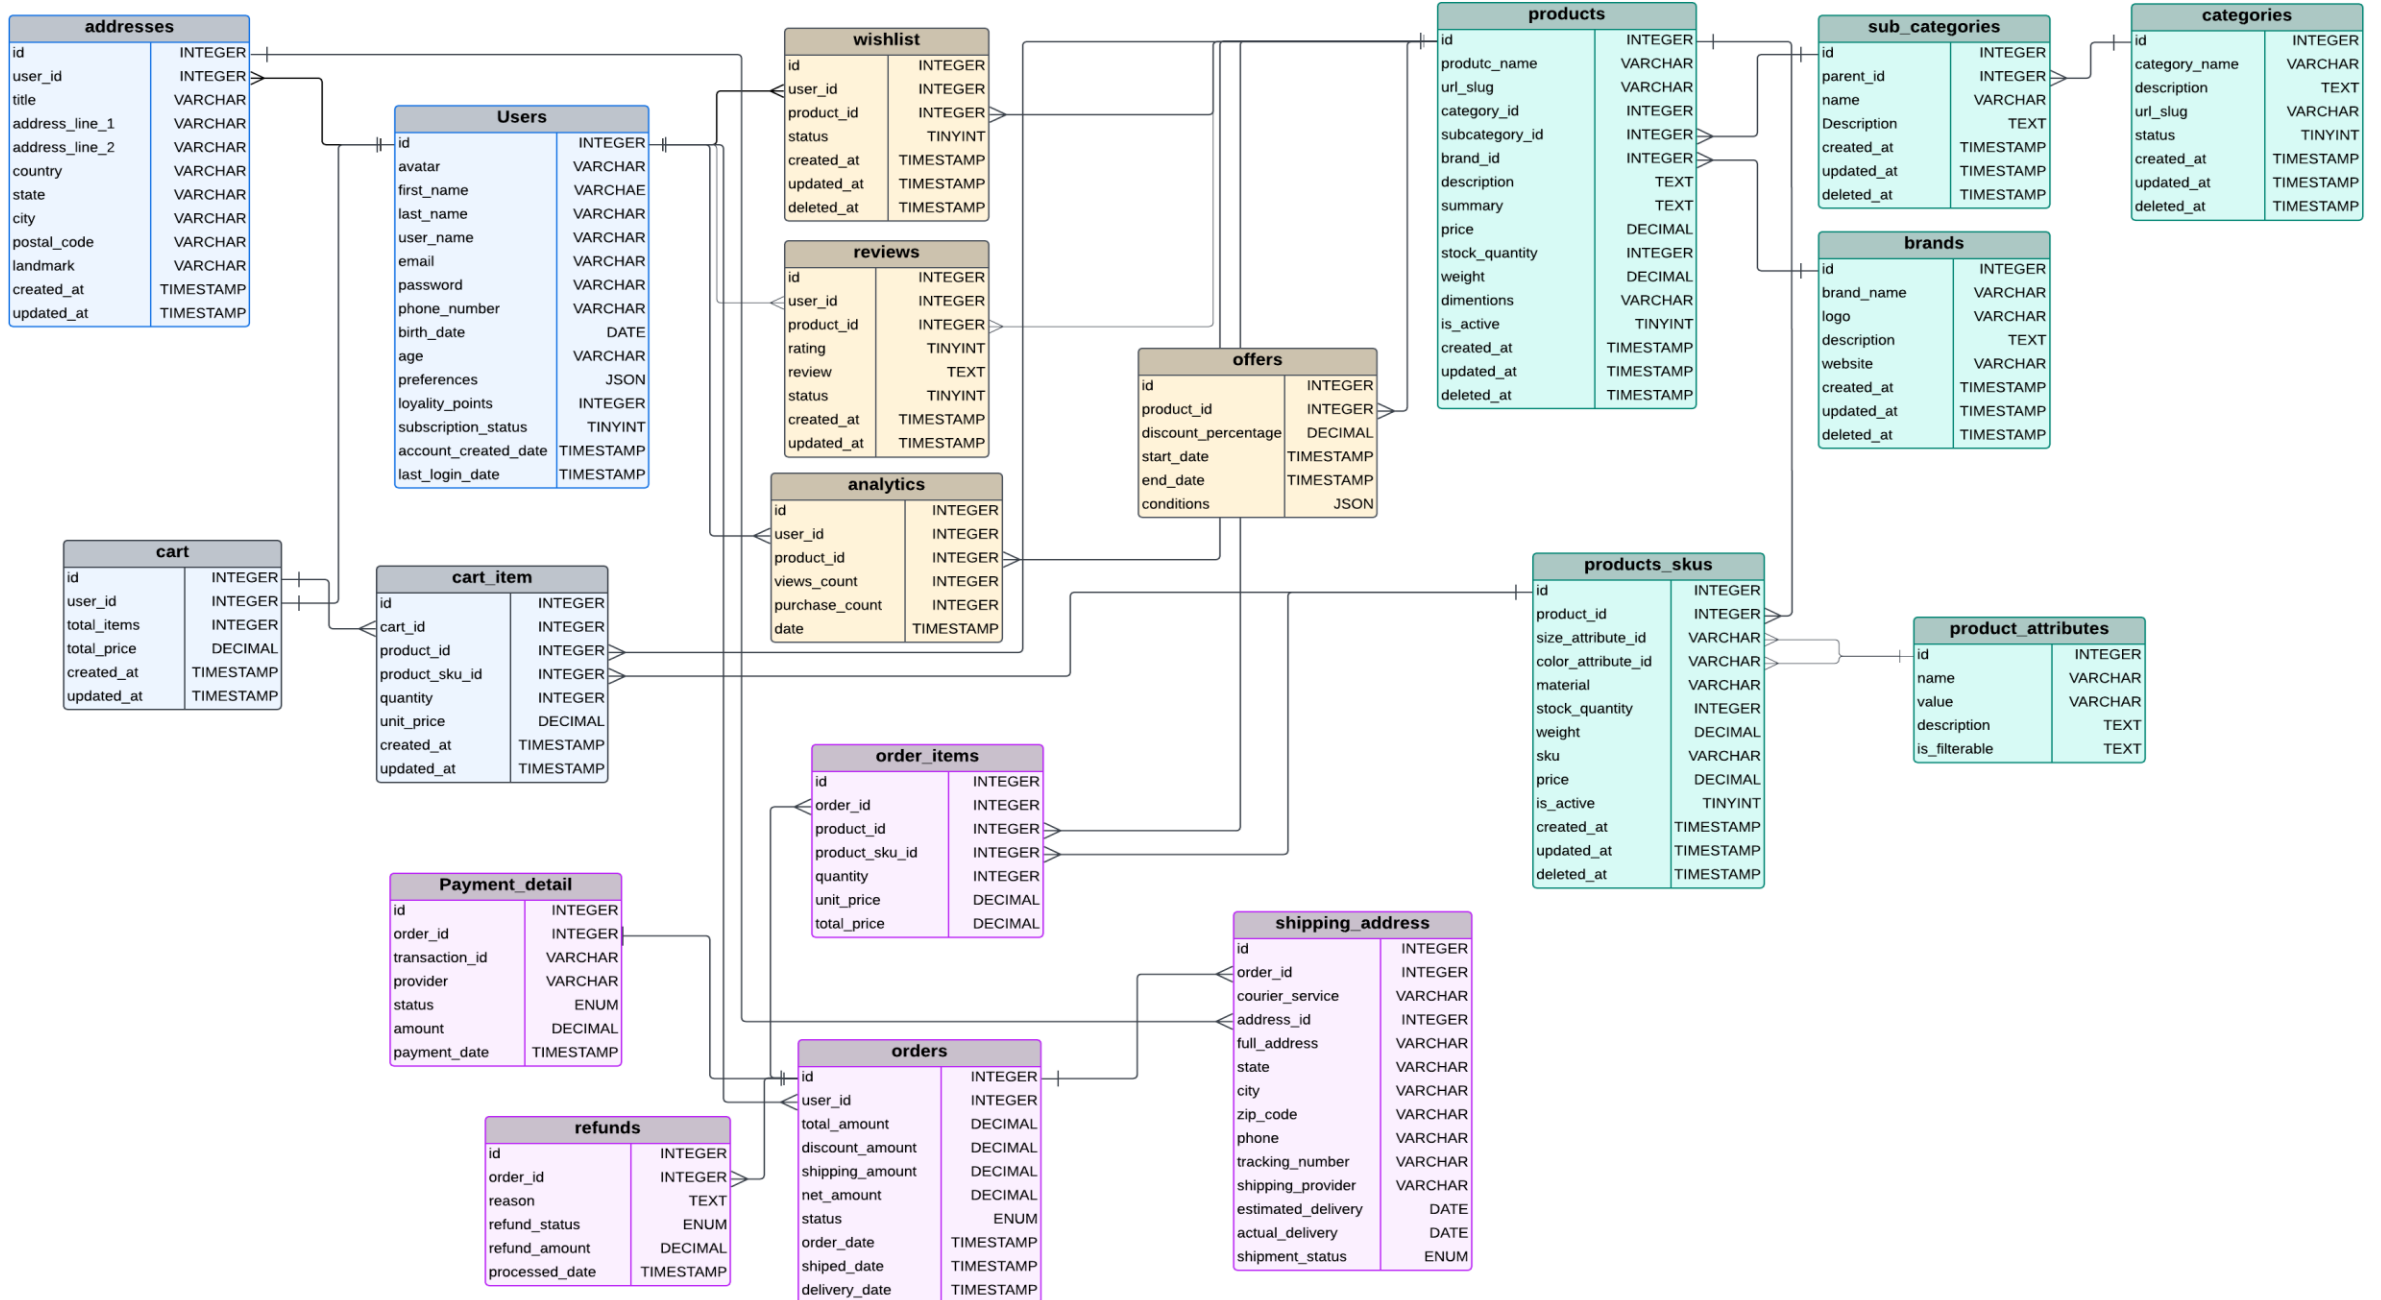 addresses
id INTEGER
user_id INTEGER
title VARCHAR
address_line_1 VARCHAR
address_line_2 VARCHAR
country VARCHAR
state VARCHAR
city VARCHAR
postal_code VARCHAR
landmark VARCHAR
created_at TIMESTAMP
updated_at TIMESTAMP
Users
id INTEGER
avatar VARCHAR
first_name VARCHAE
last_name VARCHAR
user_name VARCHAR
email VARCHAR
password VARCHAR
phone_number VARCHAR
birth_date DATE
age VARCHAR
preferences JSON
loyality_points INTEGER
subscription_status TINYINT
account_created_date TIMESTAMP
last_login_date TIMESTAMP
wishlist
id INTEGER
user_id INTEGER
product_id INTEGER
status TINYINT
created_at TIMESTAMP
updated_at TIMESTAMP
deleted_at TIMESTAMP
reviews
id INTEGER
user_id INTEGER
product_id INTEGER
rating TINYINT
review TEXT
status TINYINT
created_at TIMESTAMP
updated_at TIMESTAMP
analytics
id INTEGER
user_id INTEGER
product_id INTEGER
views_count INTEGER
purchase_count INTEGER
date TIMESTAMP
offers
id INTEGER
product_id INTEGER
discount_percentage DECIMAL
start_date TIMESTAMP
end_date TIMESTAMP
conditions JSON
products
id INTEGER
produtc_name VARCHAR
url_slug VARCHAR
category_id INTEGER
subcategory_id INTEGER
brand_id INTEGER
description TEXT
summary TEXT
price DECIMAL
stock_quantity INTEGER
weight DECIMAL
dimentions VARCHAR
is_active TINYINT
created_at TIMESTAMP
updated_at TIMESTAMP
deleted_at TIMESTAMP
sub_categories
id INTEGER
parent_id INTEGER
name VARCHAR
Description TEXT
created_at TIMESTAMP
updated_at TIMESTAMP
deleted_at TIMESTAMP
categories
id INTEGER
category_name VARCHAR
description TEXT
url_slug VARCHAR
status TINYINT
created_at TIMESTAMP
updated_at TIMESTAMP
deleted_at TIMESTAMP
brands
id INTEGER
brand_name VARCHAR
logo VARCHAR
description TEXT
website VARCHAR
created_at TIMESTAMP
updated_at TIMESTAMP
deleted_at TIMESTAMP
cart
id INTEGER
user_id INTEGER
total_items INTEGER
total_price DECIMAL
created_at TIMESTAMP
updated_at TIMESTAMP
cart_item
id INTEGER
cart_id INTEGER
product_id INTEGER
product_sku_id INTEGER
quantity INTEGER
unit_price DECIMAL
created_at TIMESTAMP
updated_at TIMESTAMP
products_skus
id INTEGER
product_id INTEGER
size_attribute_id VARCHAR
color_attribute_id VARCHAR
material VARCHAR
stock_quantity INTEGER
weight DECIMAL
sku VARCHAR
price DECIMAL
is_active TINYINT
created_at TIMESTAMP
updated_at TIMESTAMP
deleted_at TIMESTAMP
product_attributes
id INTEGER
name VARCHAR
value VARCHAR
description TEXT
is_filterable TEXT
order_items
id INTEGER
order_id INTEGER
product_id INTEGER
product_sku_id INTEGER
quantity INTEGER
unit_price DECIMAL
total_price DECIMAL
Payment_detail
id INTEGER
order_id INTEGER
transaction_id VARCHAR
provider VARCHAR
status ENUM
amount DECIMAL
payment_date TIMESTAMP
shipping_address
id INTEGER
order_id INTEGER
courier_service VARCHAR
address_id INTEGER
full_address VARCHAR
state VARCHAR
city VARCHAR
zip_code VARCHAR
phone VARCHAR
tracking_number VARCHAR
shipping_provider VARCHAR
estimated_delivery DATE
actual_delivery DATE
shipment_status ENUM
orders
id INTEGER
user_id INTEGER
total_amount DECIMAL
discount_amount DECIMAL
shipping_amount DECIMAL
net_amount DECIMAL
status ENUM
order_date TIMESTAMP
shiped_date TIMESTAMP
delivery_date TIMESTAMP
refunds
id INTEGER
order_id INTEGER
reason TEXT
refund_status ENUM
refund_amount DECIMAL
processed_date TIMESTAMP